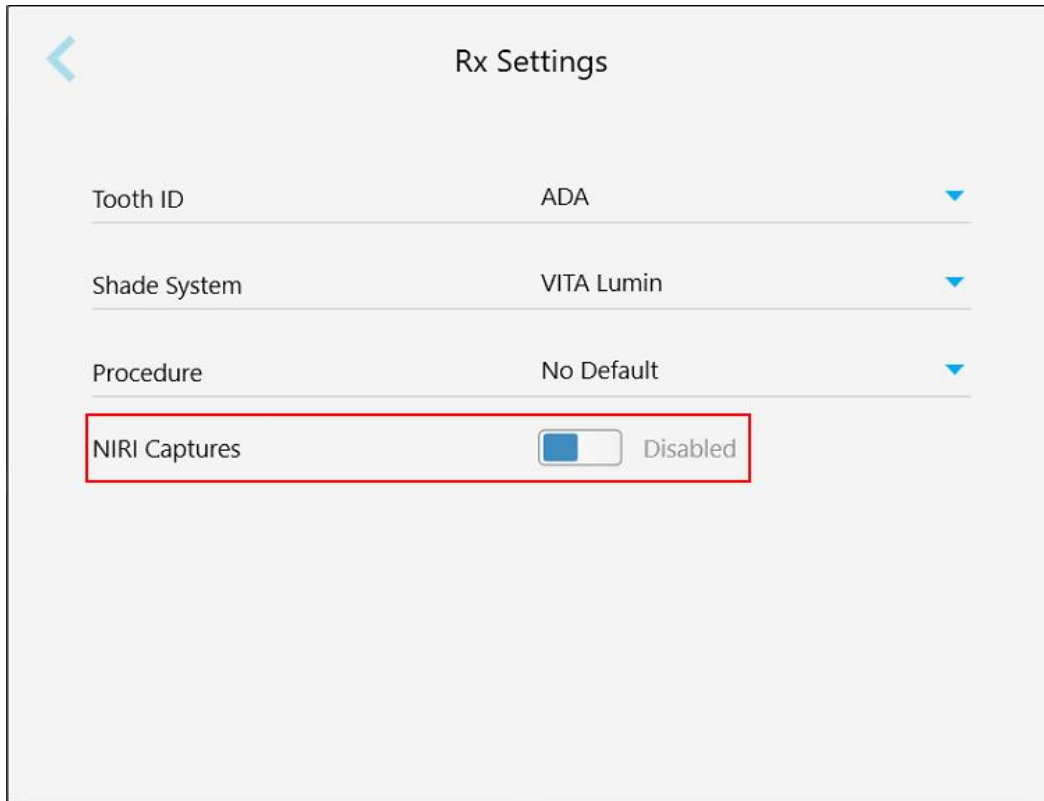 Rx Settings
Tooth ID ADA
Shade System VITA Lumin
Procedure No Default
NIRI Captures Disabled